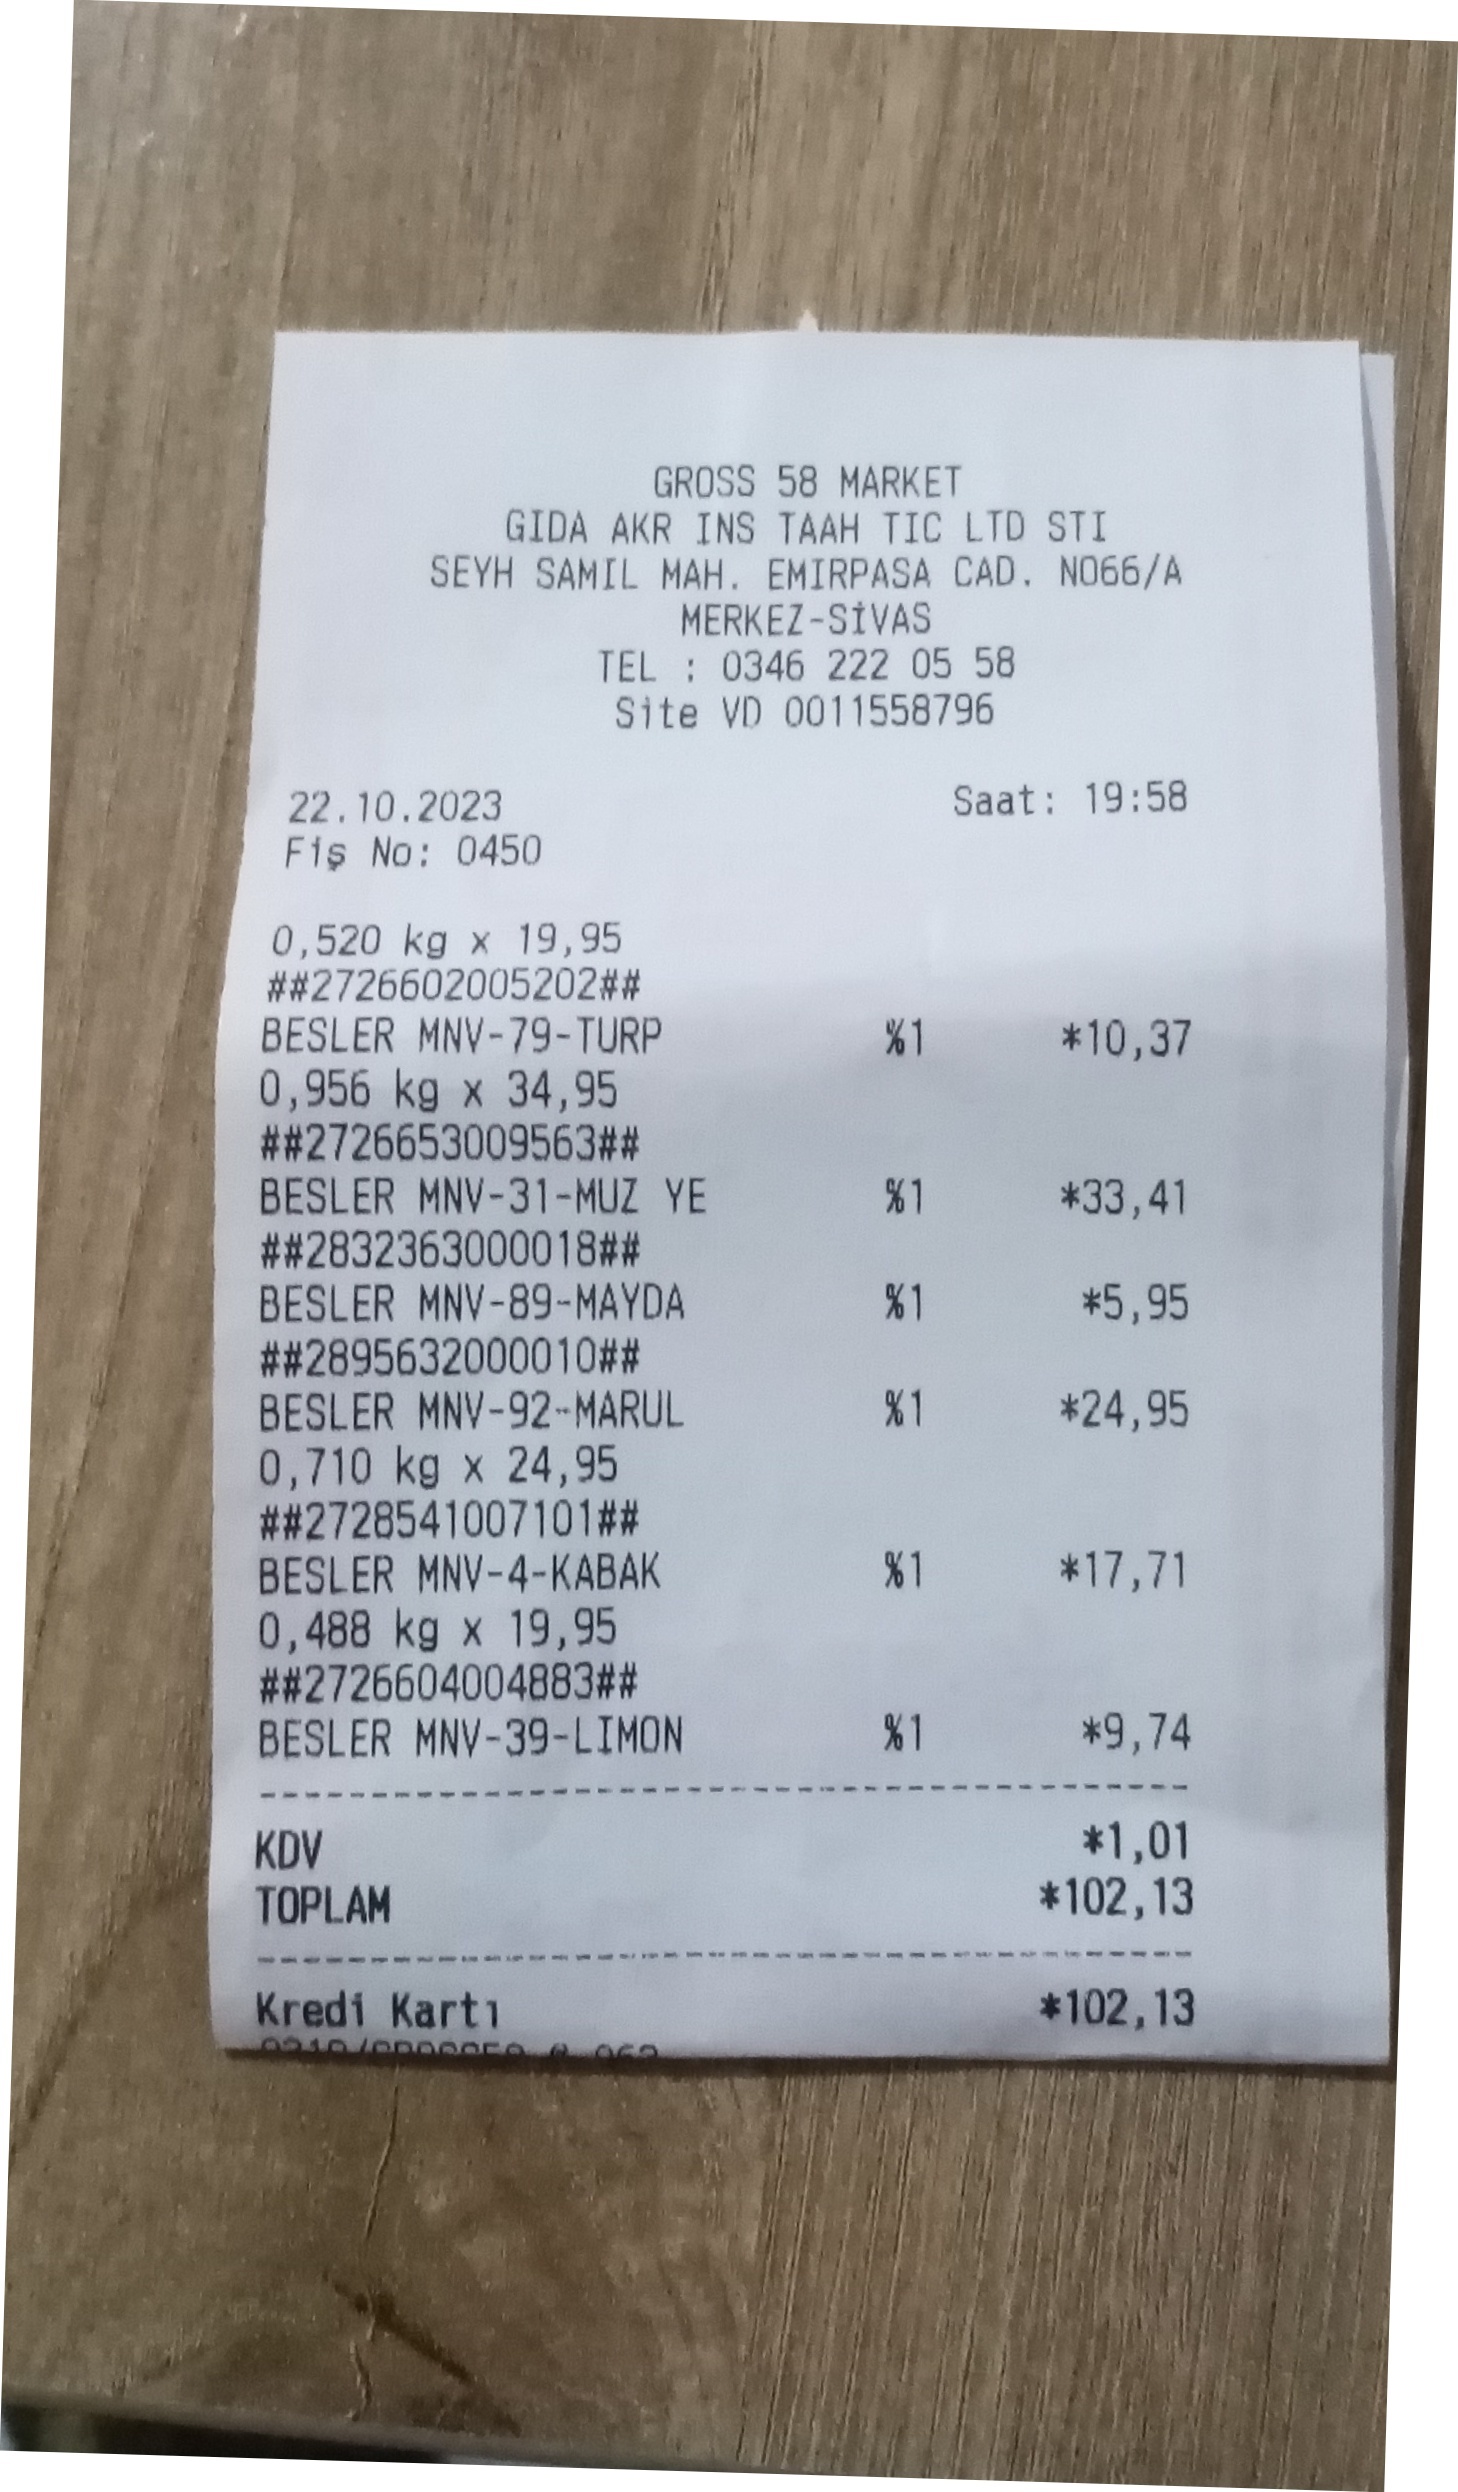 GROSS 58 MARKET
GIDA AKR INS TAAH TIC LTD STI
SEYH SAMIL MAH. EMIRPASA CAD. NO66/A
MERKEZ-SİVAS
TEL : 0346 222 05 58
Site VD 0011558796
22.10.2023 Saat: 19:58
Fiş No: 0450
0,520 kg x 19,95
##2726602005202##
BESLER MNV-79-TURP %1 *10,37
0,956 kg x 34,95
##2726653009563##
BESLER MNV-31-MUZ YE %1 *33,41
##2832363000018##
BESLER MNV-89-MAYDA %1 *5,95
##2895632000010##
BESLER MNV-92-MARUL %1 *24,95
0,710 kg x 24,95
##2728541007101##
BESLER MNV-4-KABAK %1 *17,71
0,488 kg x 19,95
##2726604004883##
BESLER MNV-39-LIMON %1 *9,74
KDV *1,01
TOPLAM *102,13
Kredi Kartı *102,13